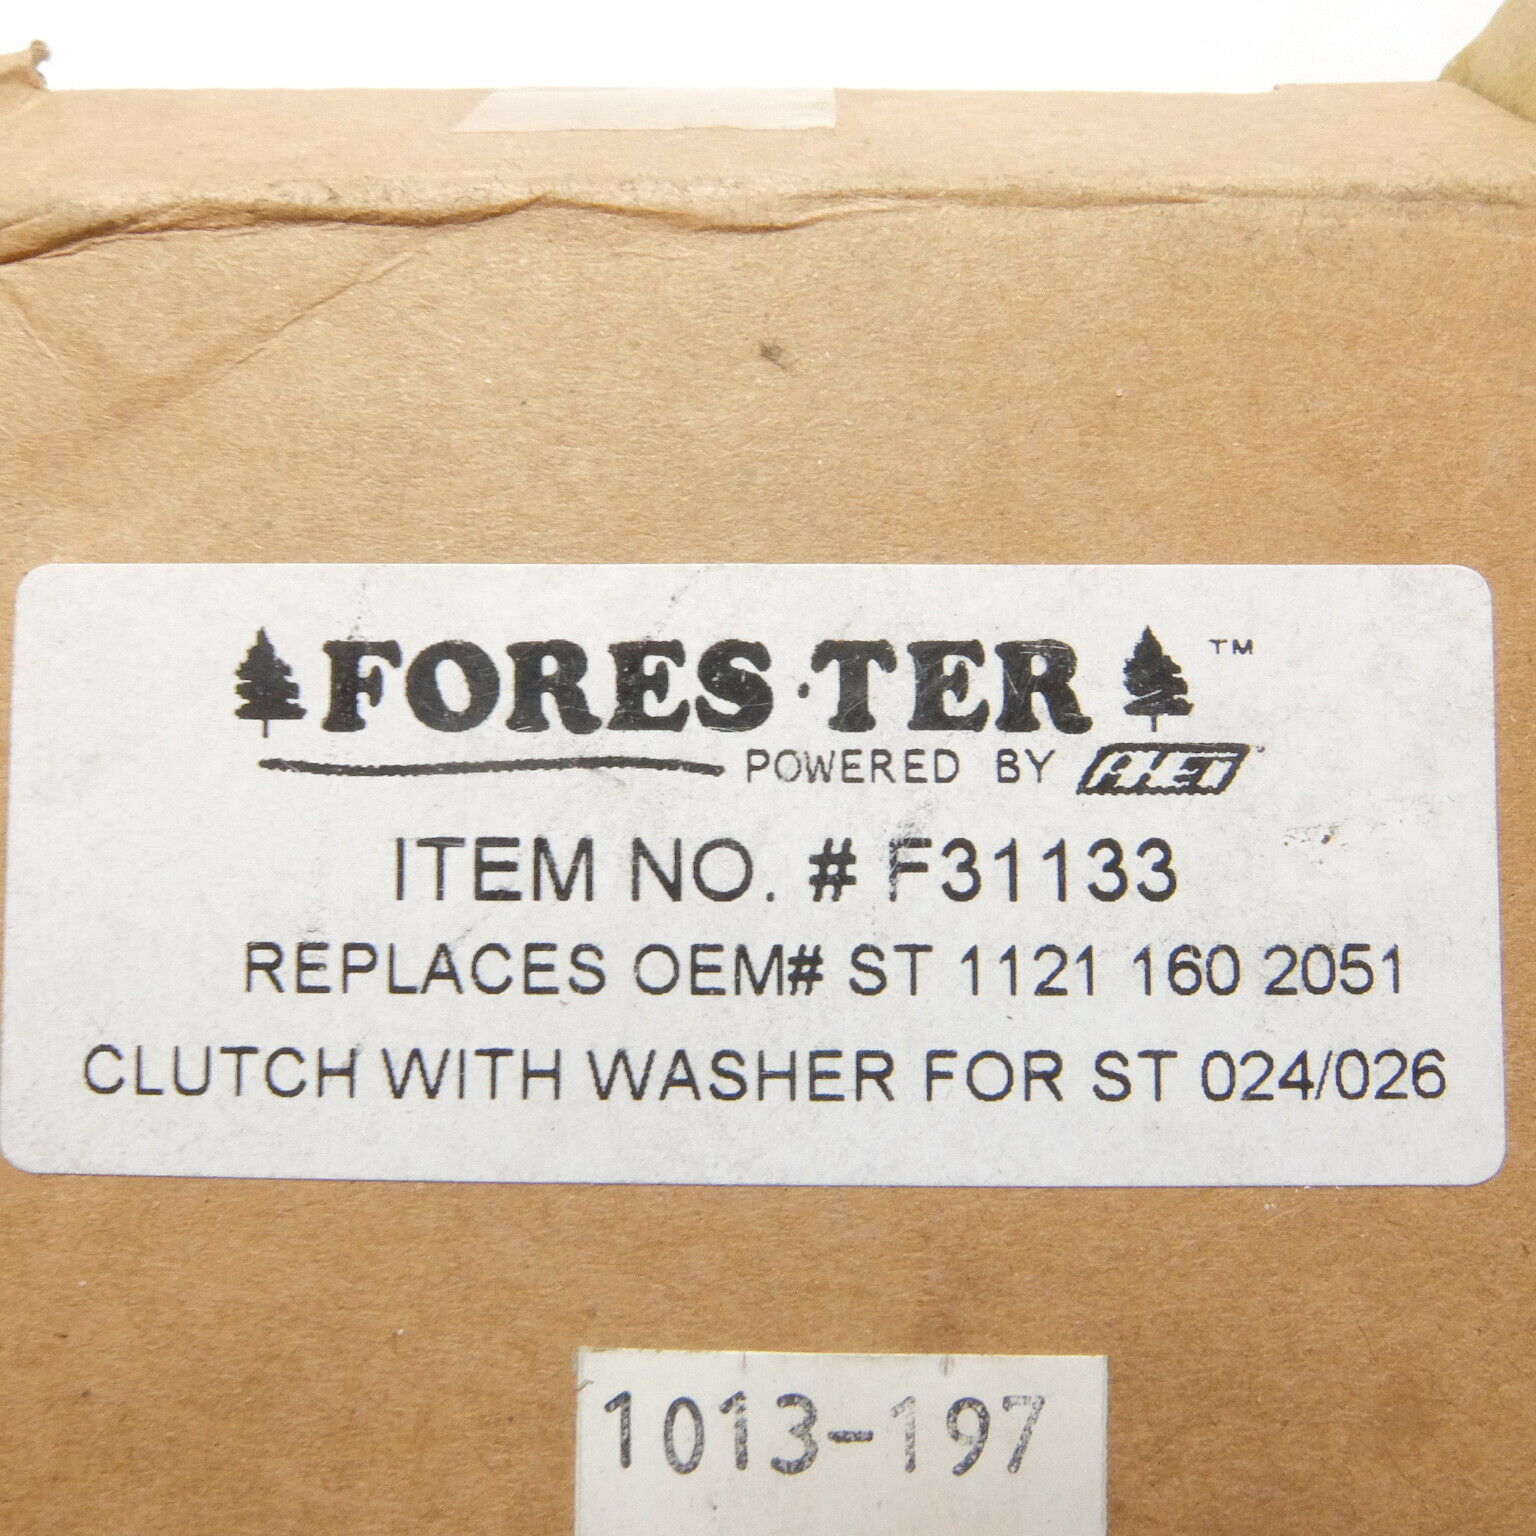 FORES·TER™
POWERED BY
ITEM NO. # F31133
REPLACES OEM# ST 1121 160 2051
CLUTCH WITH WASHER FOR ST 024/026
1013-197